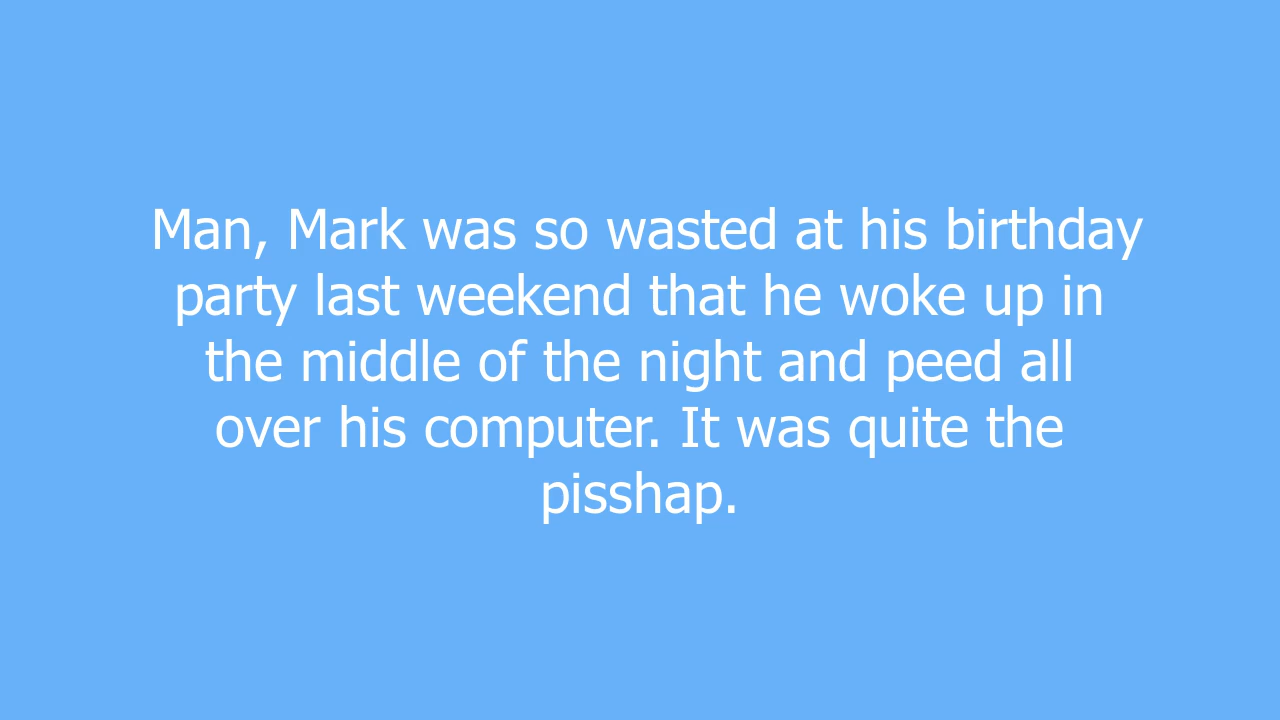 Man, Mark was so wasted at his birthday
party last weekend that he woke up in
the middle of the night and peed all
over his computer. It was quite the
pisshap.